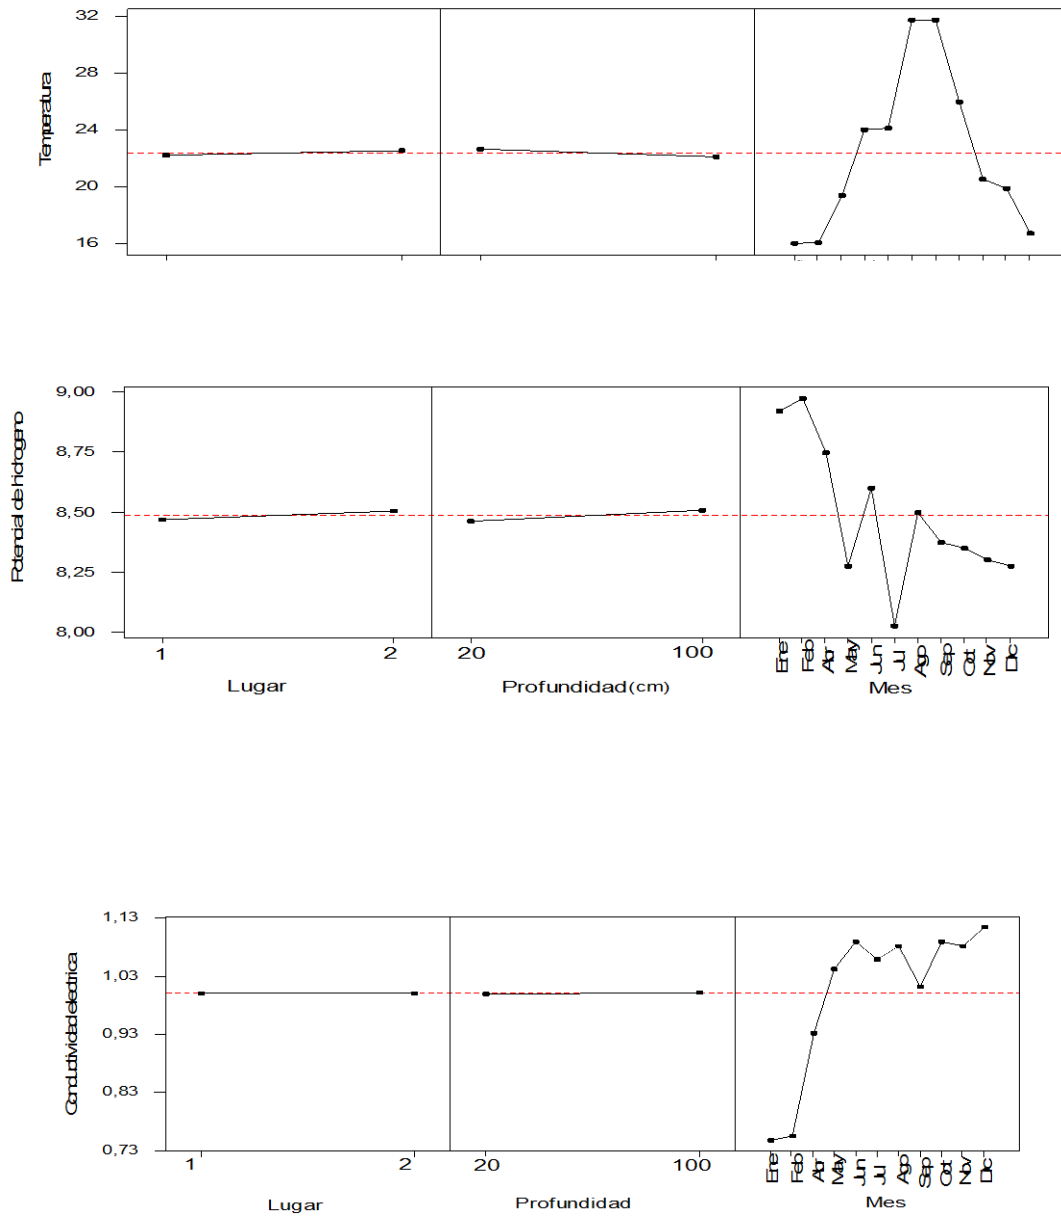 Temperatura
32
28
24
20
16
Potencial de hidrogeno
9,00
8,75
8,50
8,25
8,00
1 2 20 100
Ene Feb Abr May Jun Jul Ago Sep Oct Nov Dic
Lugar Profundidad (cm) Mes
Conductividad electrica
1,13
1,03
0,93
0,83
0,73
1 2 20 100
Ene Feb Abr May Jun Jul Ago Sep Oct Nov Dic
Lugar Profundidad Mes